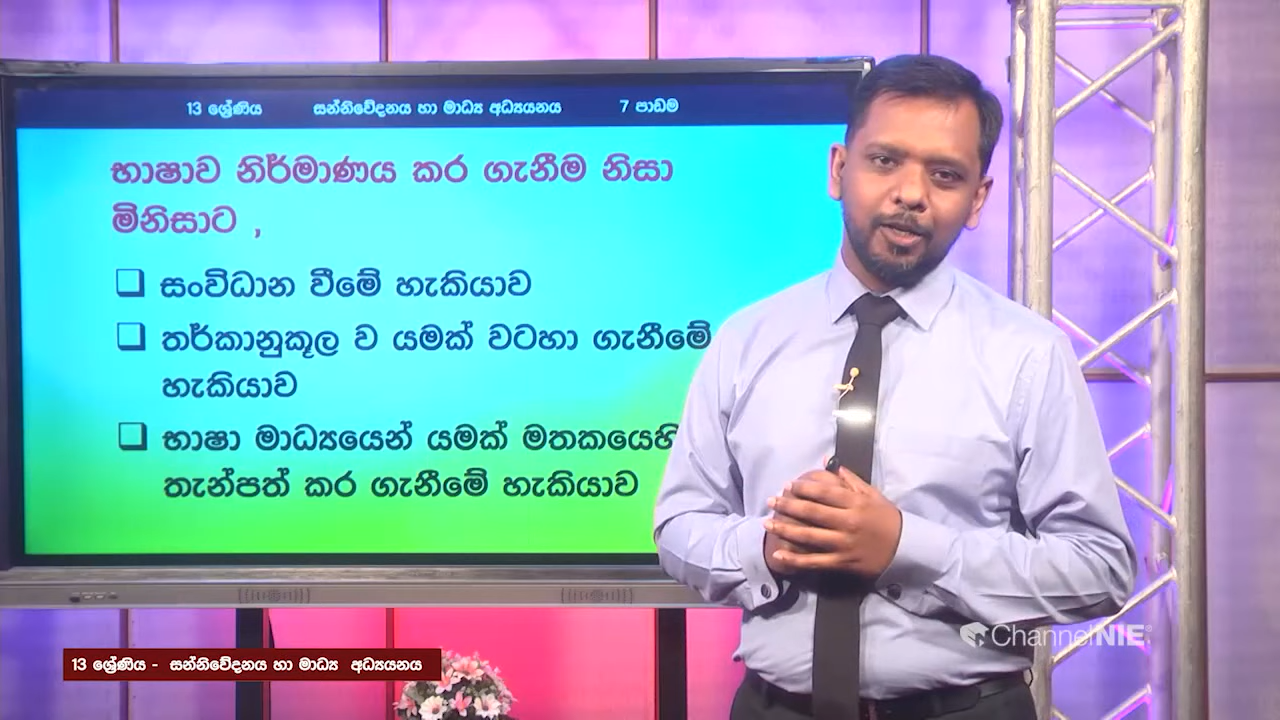 13 ශ්‍රේණිය සන්නිවේදනය හා මාධ්‍ය අධ්‍යයනය 7 පාඩම
භාෂාව නිර්මාණය කර ගැනීම නිසා
මිනිසාට ,
සංවිධාන වීමේ හැකියාව
තර්කානුකූල ව යමක් වටහා ගැනීමේ
හැකියාව
භාෂා මාධ්‍යයෙන් යමක් මතකයෙහි
තැන්පත් කර ගැනීමේ හැකියාව
ChannelNIE
13 ශ්‍රේණිය - සන්නිවේදනය හා මාධ්‍ය අධ්‍යයනය